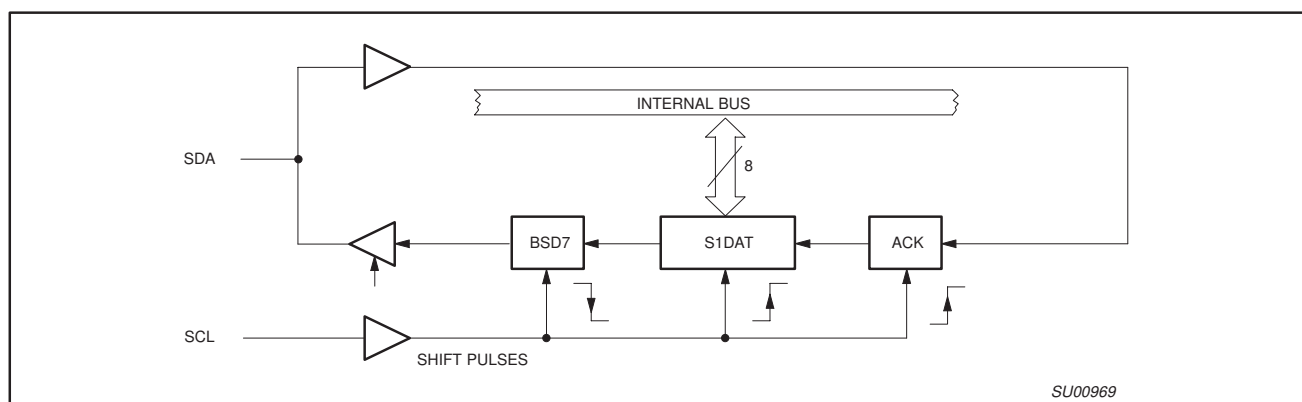 INTERNAL BUS
SDA
8
BSD7
S1DAT
ACK
SCL
SHIFT PULSES
SU00969